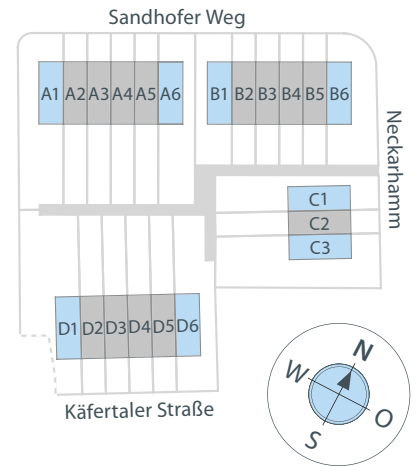 Sandhofer Weg
A1 A2 A3 A4 A5 A6 B1 B2 B3 B4 B5 B6
Neckarhamm
C1
C2
C3
D1 D2 D3 D4 D5 D6
Käfertaler Straße
N
W
O
S